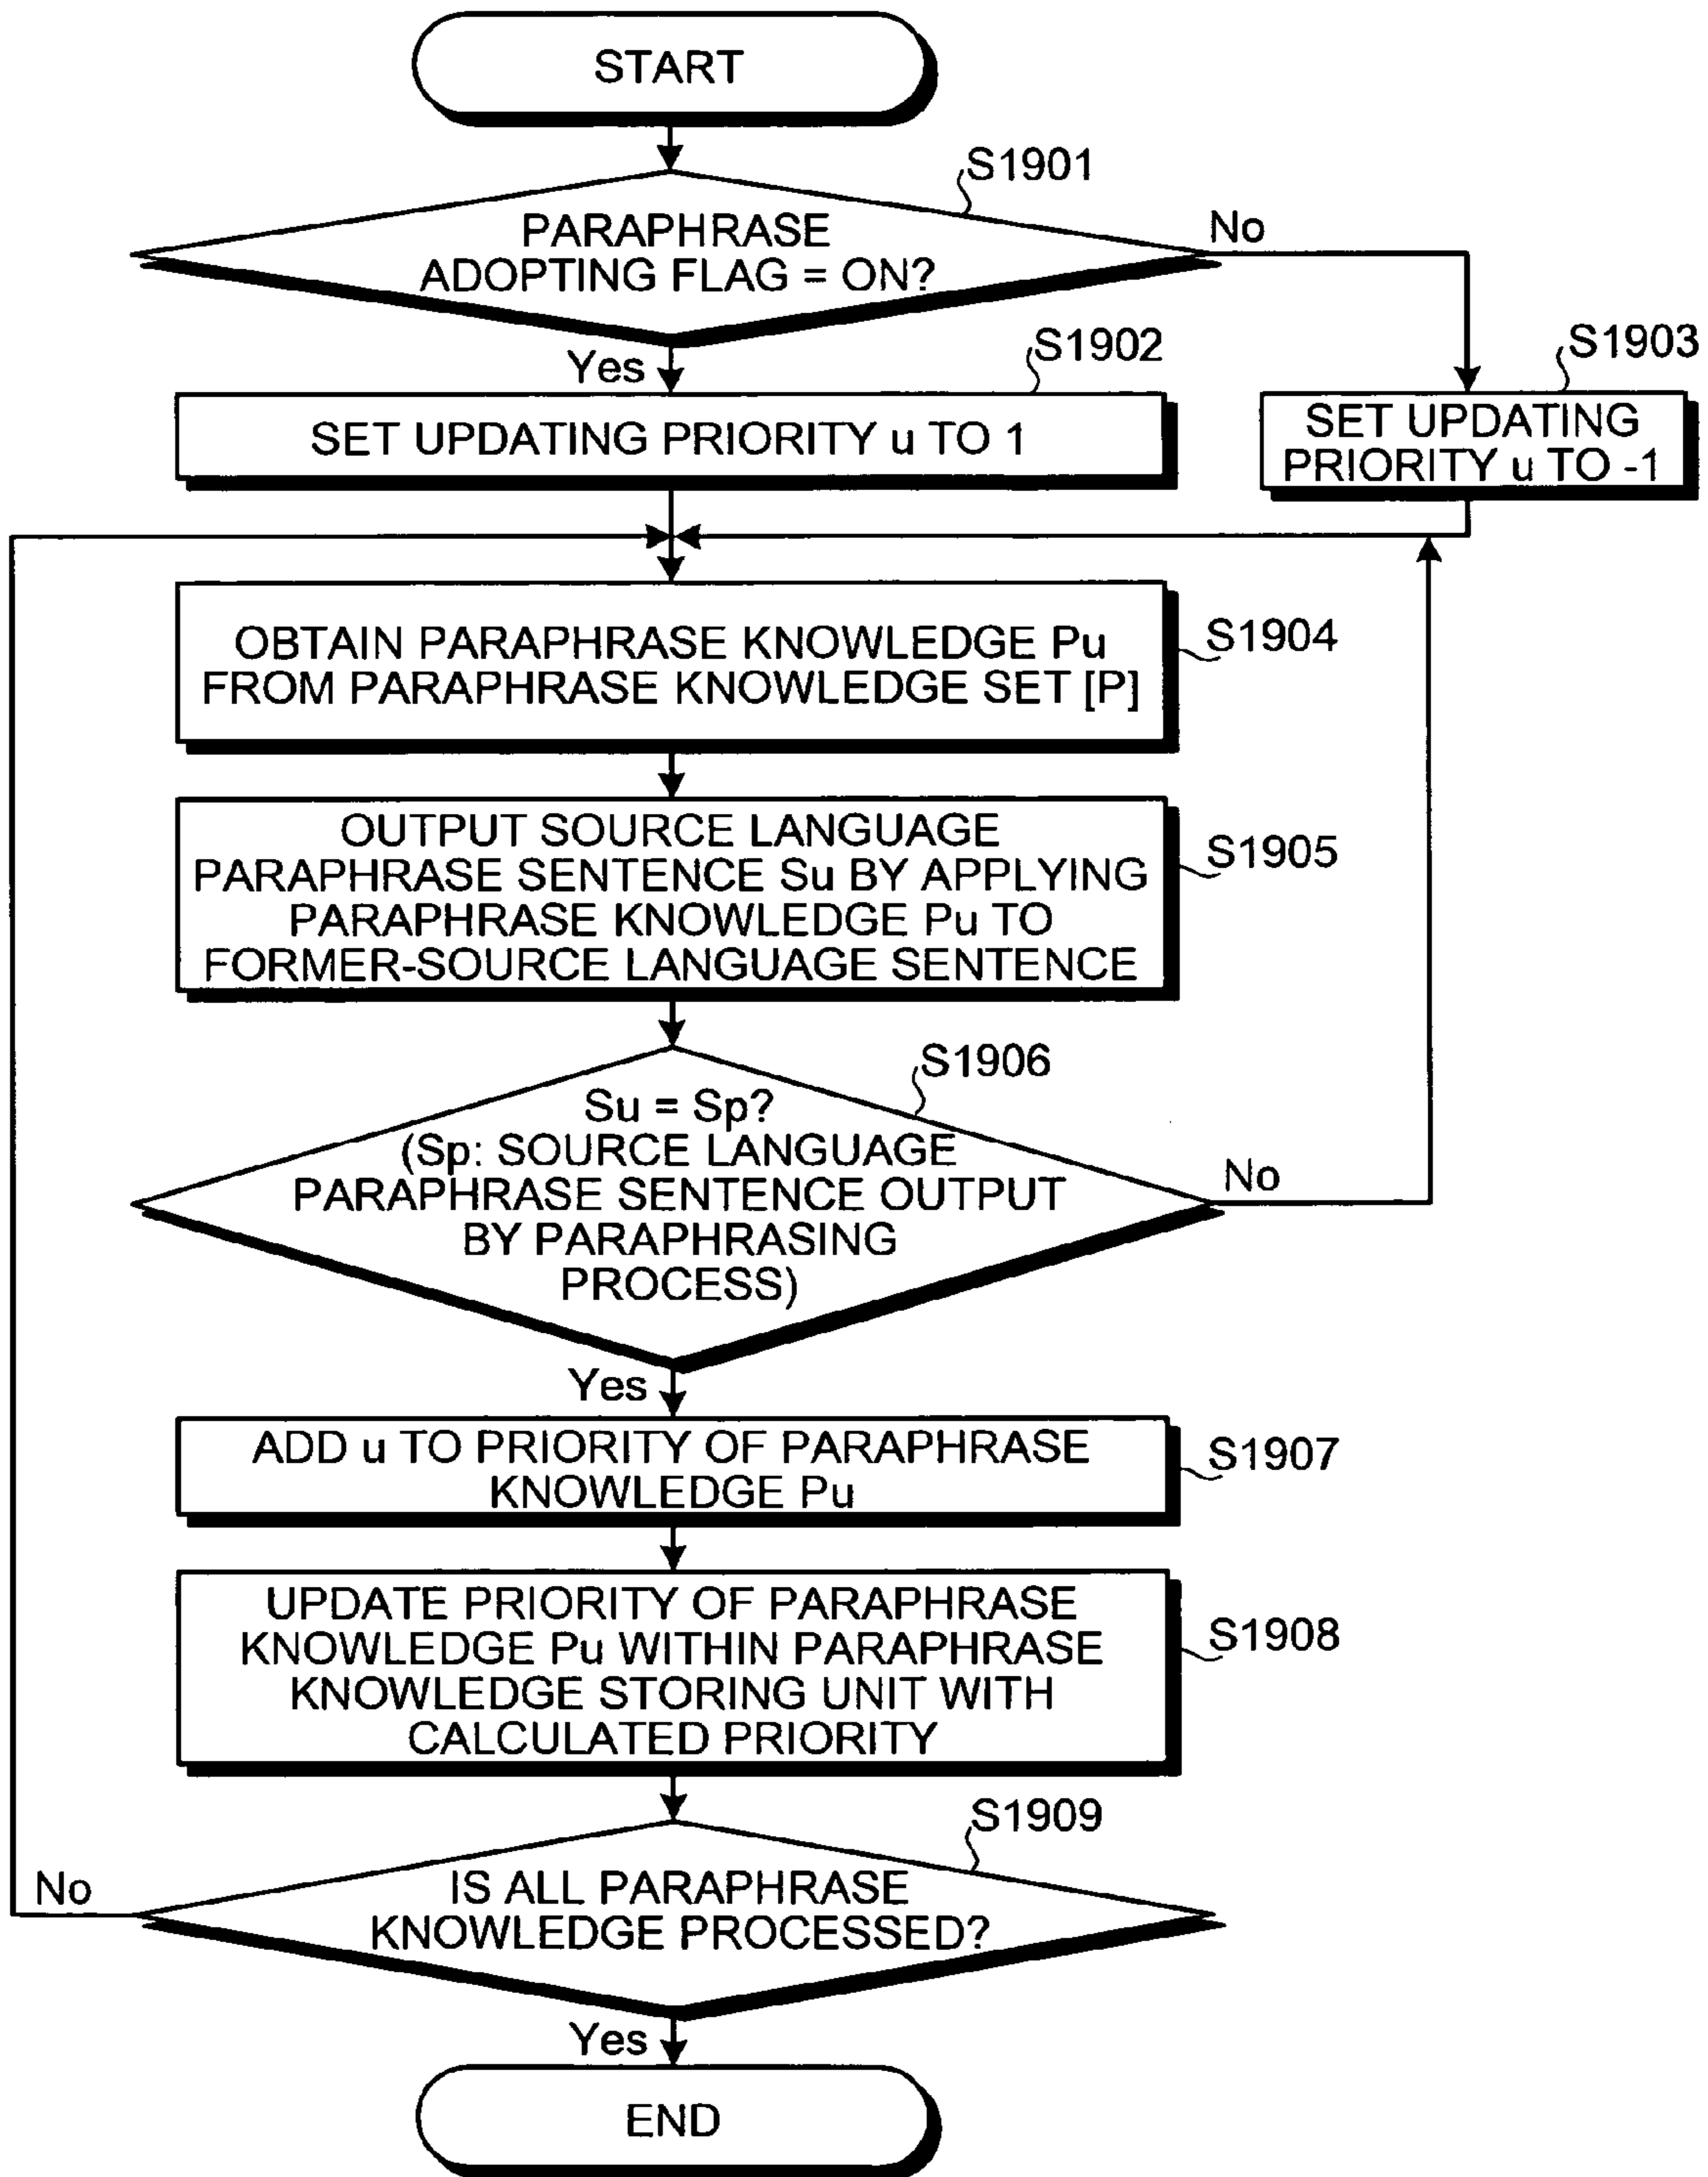 START
S1901
PARAPHRASE
ADOPTING FLAG = ON?
No
Yes
S1902
S1903
SET UPDATING PRIORITY u TO 1
SET UPDATING
PRIORITY u TO -1
OBTAIN PARAPHRASE KNOWLEDGE Pu
FROM PARAPHRASE KNOWLEDGE SET [P]
S1904
OUTPUT SOURCE LANGUAGE
PARAPHRASE SENTENCE Su BY APPLYING
PARAPHRASE KNOWLEDGE Pu TO
FORMER-SOURCE LANGUAGE SENTENCE
S1905
S1906
Su = Sp?
(Sp: SOURCE LANGUAGE
PARAPHRASE SENTENCE OUTPUT
BY PARAPHRASING
PROCESS)
No
Yes
ADD u TO PRIORITY OF PARAPHRASE
KNOWLEDGE Pu
S1907
UPDATE PRIORITY OF PARAPHRASE
KNOWLEDGE Pu WITHIN PARAPHRASE
KNOWLEDGE STORING UNIT WITH
CALCULATED PRIORITY
S1908
S1909
No
IS ALL PARAPHRASE
KNOWLEDGE PROCESSED?
Yes
END